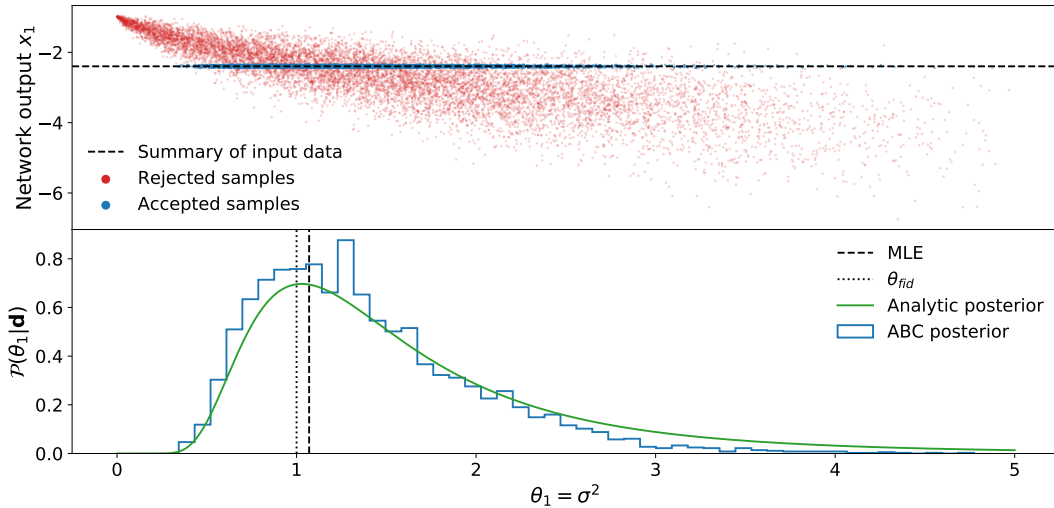 Network output x₁
−2
−4
−6
Summary of input data
Rejected samples
Accepted samples
𝒫(θ₁|𝐝)
0.8
0.6
0.4
0.2
0.0
MLE
θ_fid
Analytic posterior
ABC posterior
0 1 2 3 4 5
θ₁ = σ²